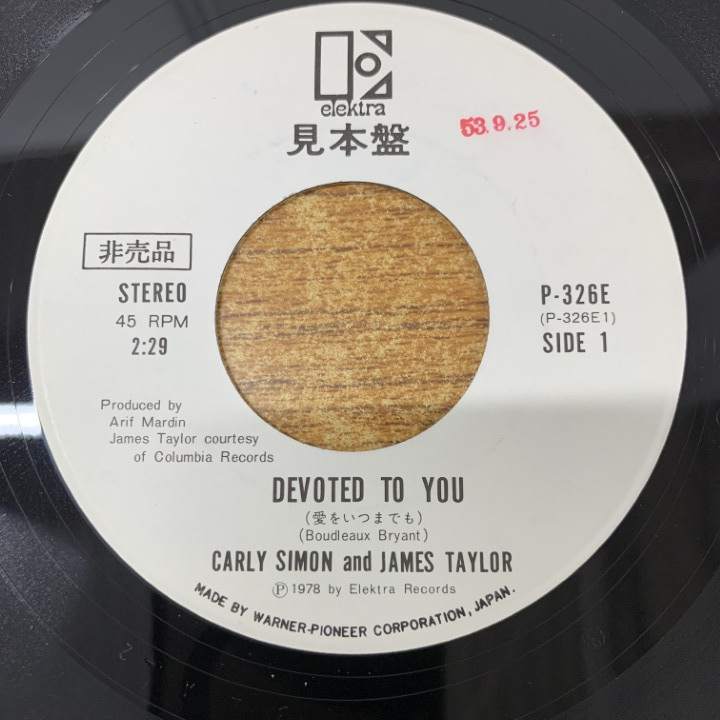 elektra
見本盤
53.9.25
非売品
STEREO
45 RPM
2:29
P-326E
(P-326E1)
SIDE 1
Produced by
Arif Mardin
James Taylor courtesy
of Columbia Records
DEVOTED TO YOU
(愛をいつまでも)
(Boudleaux Bryant)
CARLY SIMON and JAMES TAYLOR
Ⓟ 1978 by Elektra Records
MADE BY WARNER-PIONEER CORPORATION, JAPAN.